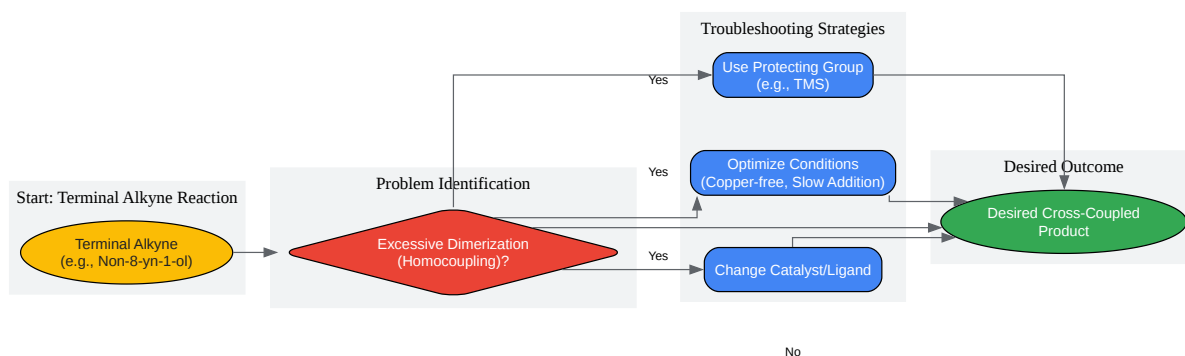 Start: Terminal Alkyne Reaction
Terminal Alkyne
(e.g., Non-8-yn-1-ol)
Problem Identification
Excessive Dimerization
(Homocoupling)?
Yes
Yes
Yes
No
Troubleshooting Strategies
Use Protecting Group
(e.g., TMS)
Optimize Conditions
(Copper-free, Slow Addition)
Change Catalyst/Ligand
Desired Outcome
Desired Cross-Coupled
Product